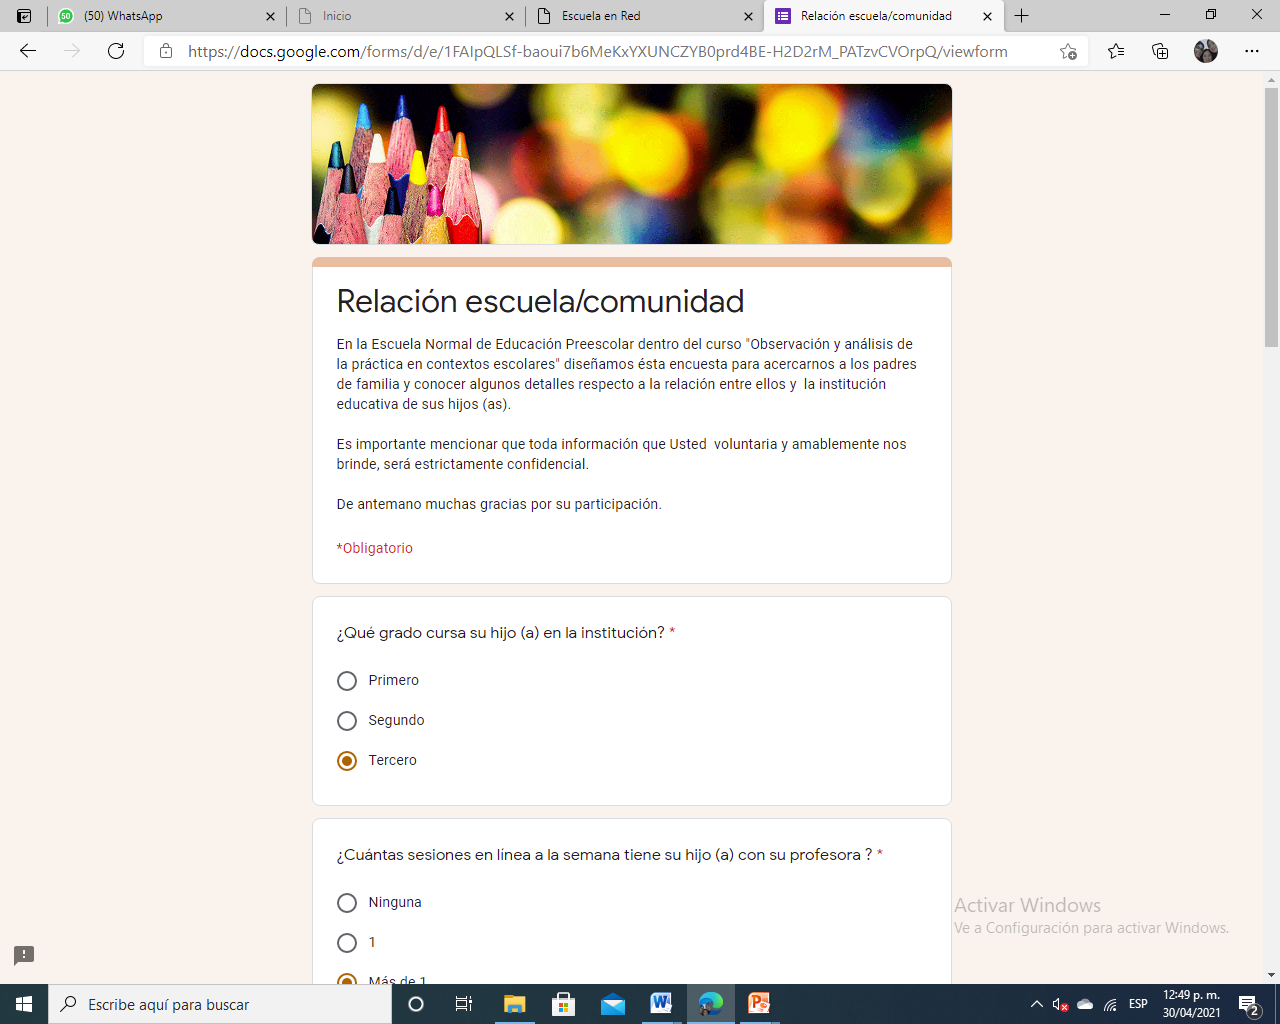 (50) WhatsApp
Inicio
Escuela en Red
Relación escuela/comunidad
https://docs.google.com/forms/d/e/1FAIpQLSf-baoui7b6MeKxYXUNCZYB0prd4BE-H2D2rM_PATzvCVOrpQ/viewform
Relación escuela/comunidad
En la Escuela Normal de Educación Preescolar dentro del curso "Observación y análisis de
la práctica en contextos escolares" diseñamos ésta encuesta para acercarnos a los padres
de familia y conocer algunos detalles respecto a la relación entre ellos y  la institución
educativa de sus hijos (as).
Es importante mencionar que toda información que Usted  voluntaria y amablemente nos
brinde, será estrictamente confidencial.
De antemano muchas gracias por su participación.
*Obligatorio
¿Qué grado cursa su hijo (a) en la institución? *
Primero
Segundo
Tercero
¿Cuántas sesiones en línea a la semana tiene su hijo (a) con su profesora ? *
Ninguna
1
Más de 1
Activar Windows
Ve a Configuración para activar Windows.
Escribe aquí para buscar
ESP
12:49 p. m.
30/04/2021
2